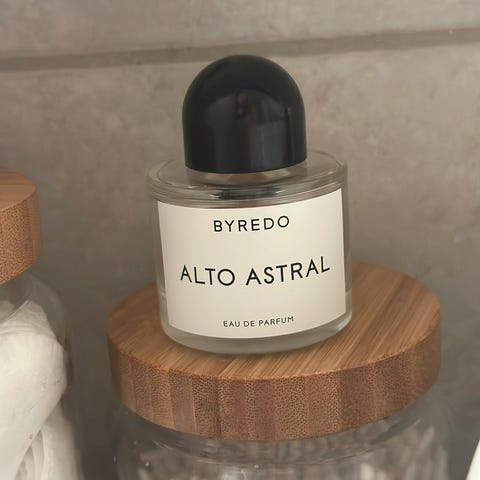 BYREDO
ALTO ASTRAL
EAU DE PARFUM